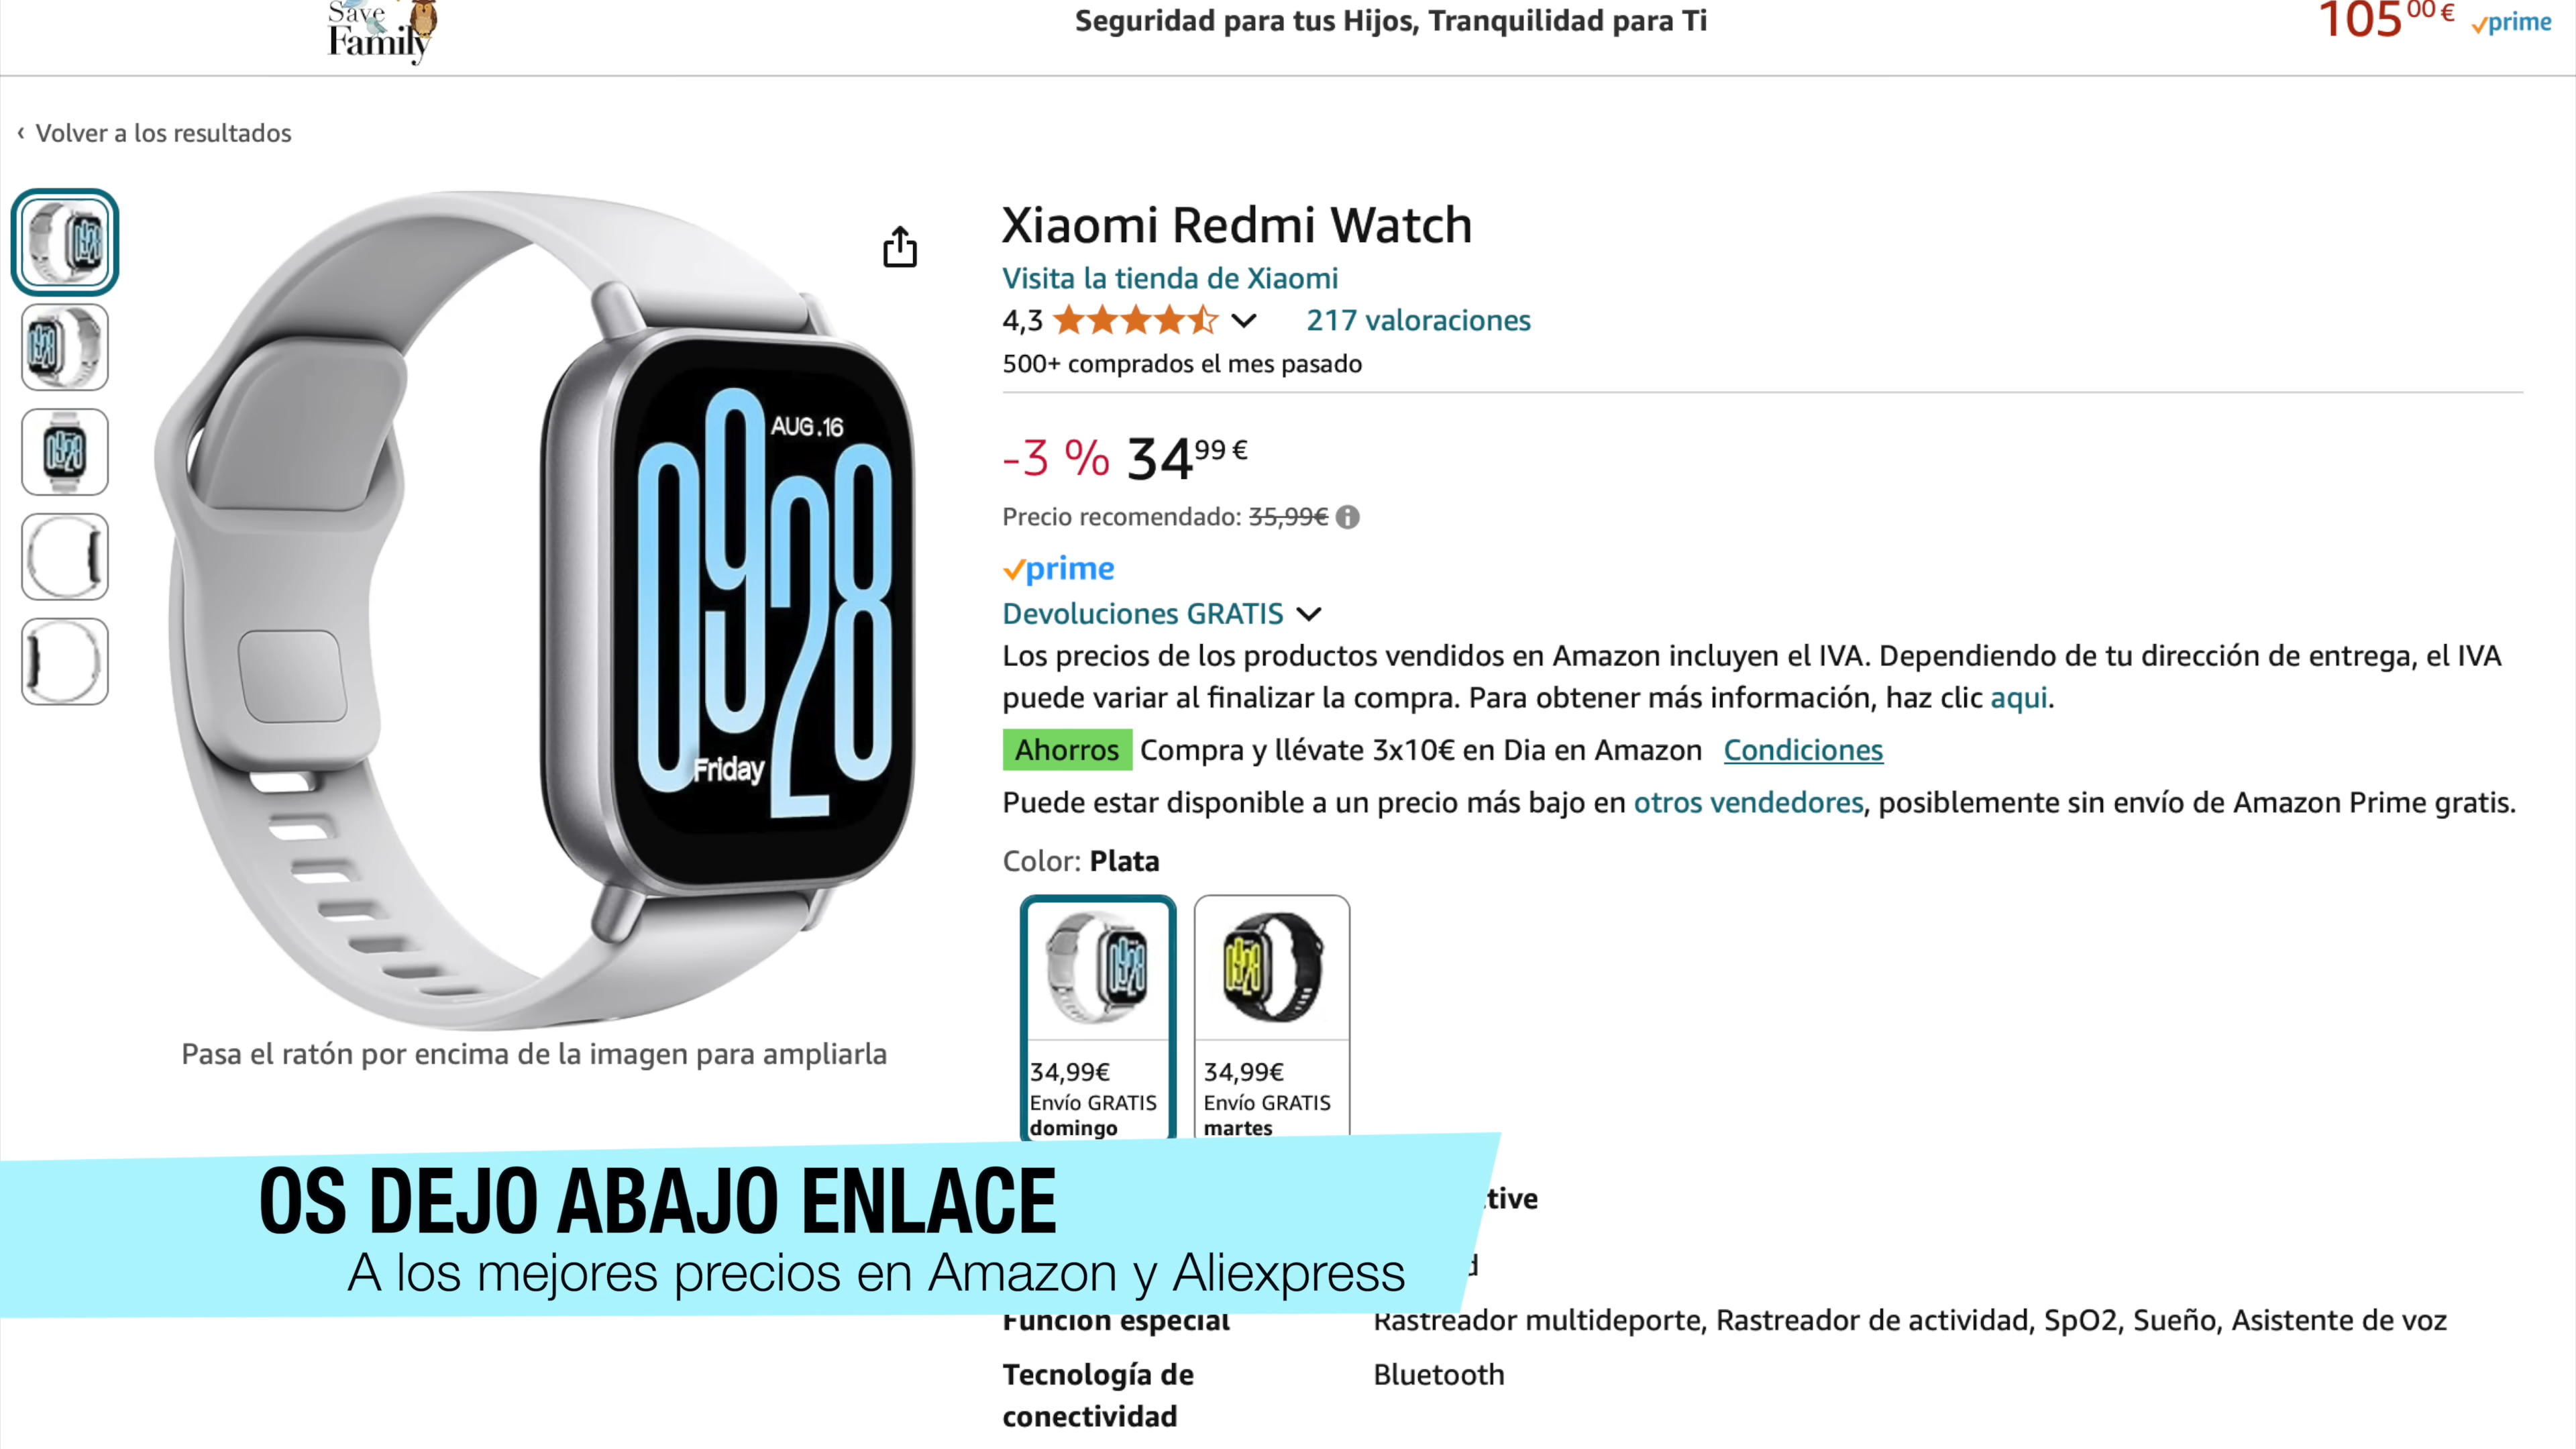 Save
Family
Seguridad para tus Hijos, Tranquilidad para Ti
105 00 € prime
‹ Volver a los resultados
Xiaomi Redmi Watch
Visita la tienda de Xiaomi
4,3 217 valoraciones
500+ comprados el mes pasado
-3 % 34 99 €
Precio recomendado: 35,99€
prime
Devoluciones GRATIS
Los precios de los productos vendidos en Amazon incluyen el IVA. Dependiendo de tu dirección de entrega, el IVA
puede variar al finalizar la compra. Para obtener más información, haz clic aqui.
Ahorros Compra y llévate 3x10€ en Dia en Amazon Condiciones
Puede estar disponible a un precio más bajo en otros vendedores, posiblemente sin envío de Amazon Prime gratis.
Color: Plata
AUG.16
0928
Friday
Pasa el ratón por encima de la imagen para ampliarla
34,99€
Envío GRATIS
domingo
34,99€
Envío GRATIS
martes
OS DEJO ABAJO ENLACE
A los mejores precios en Amazon y Aliexpress
Función especial Rastreador multideporte, Rastreador de actividad, SpO2, Sueño, Asistente de voz
Tecnología de
conectividad
Bluetooth